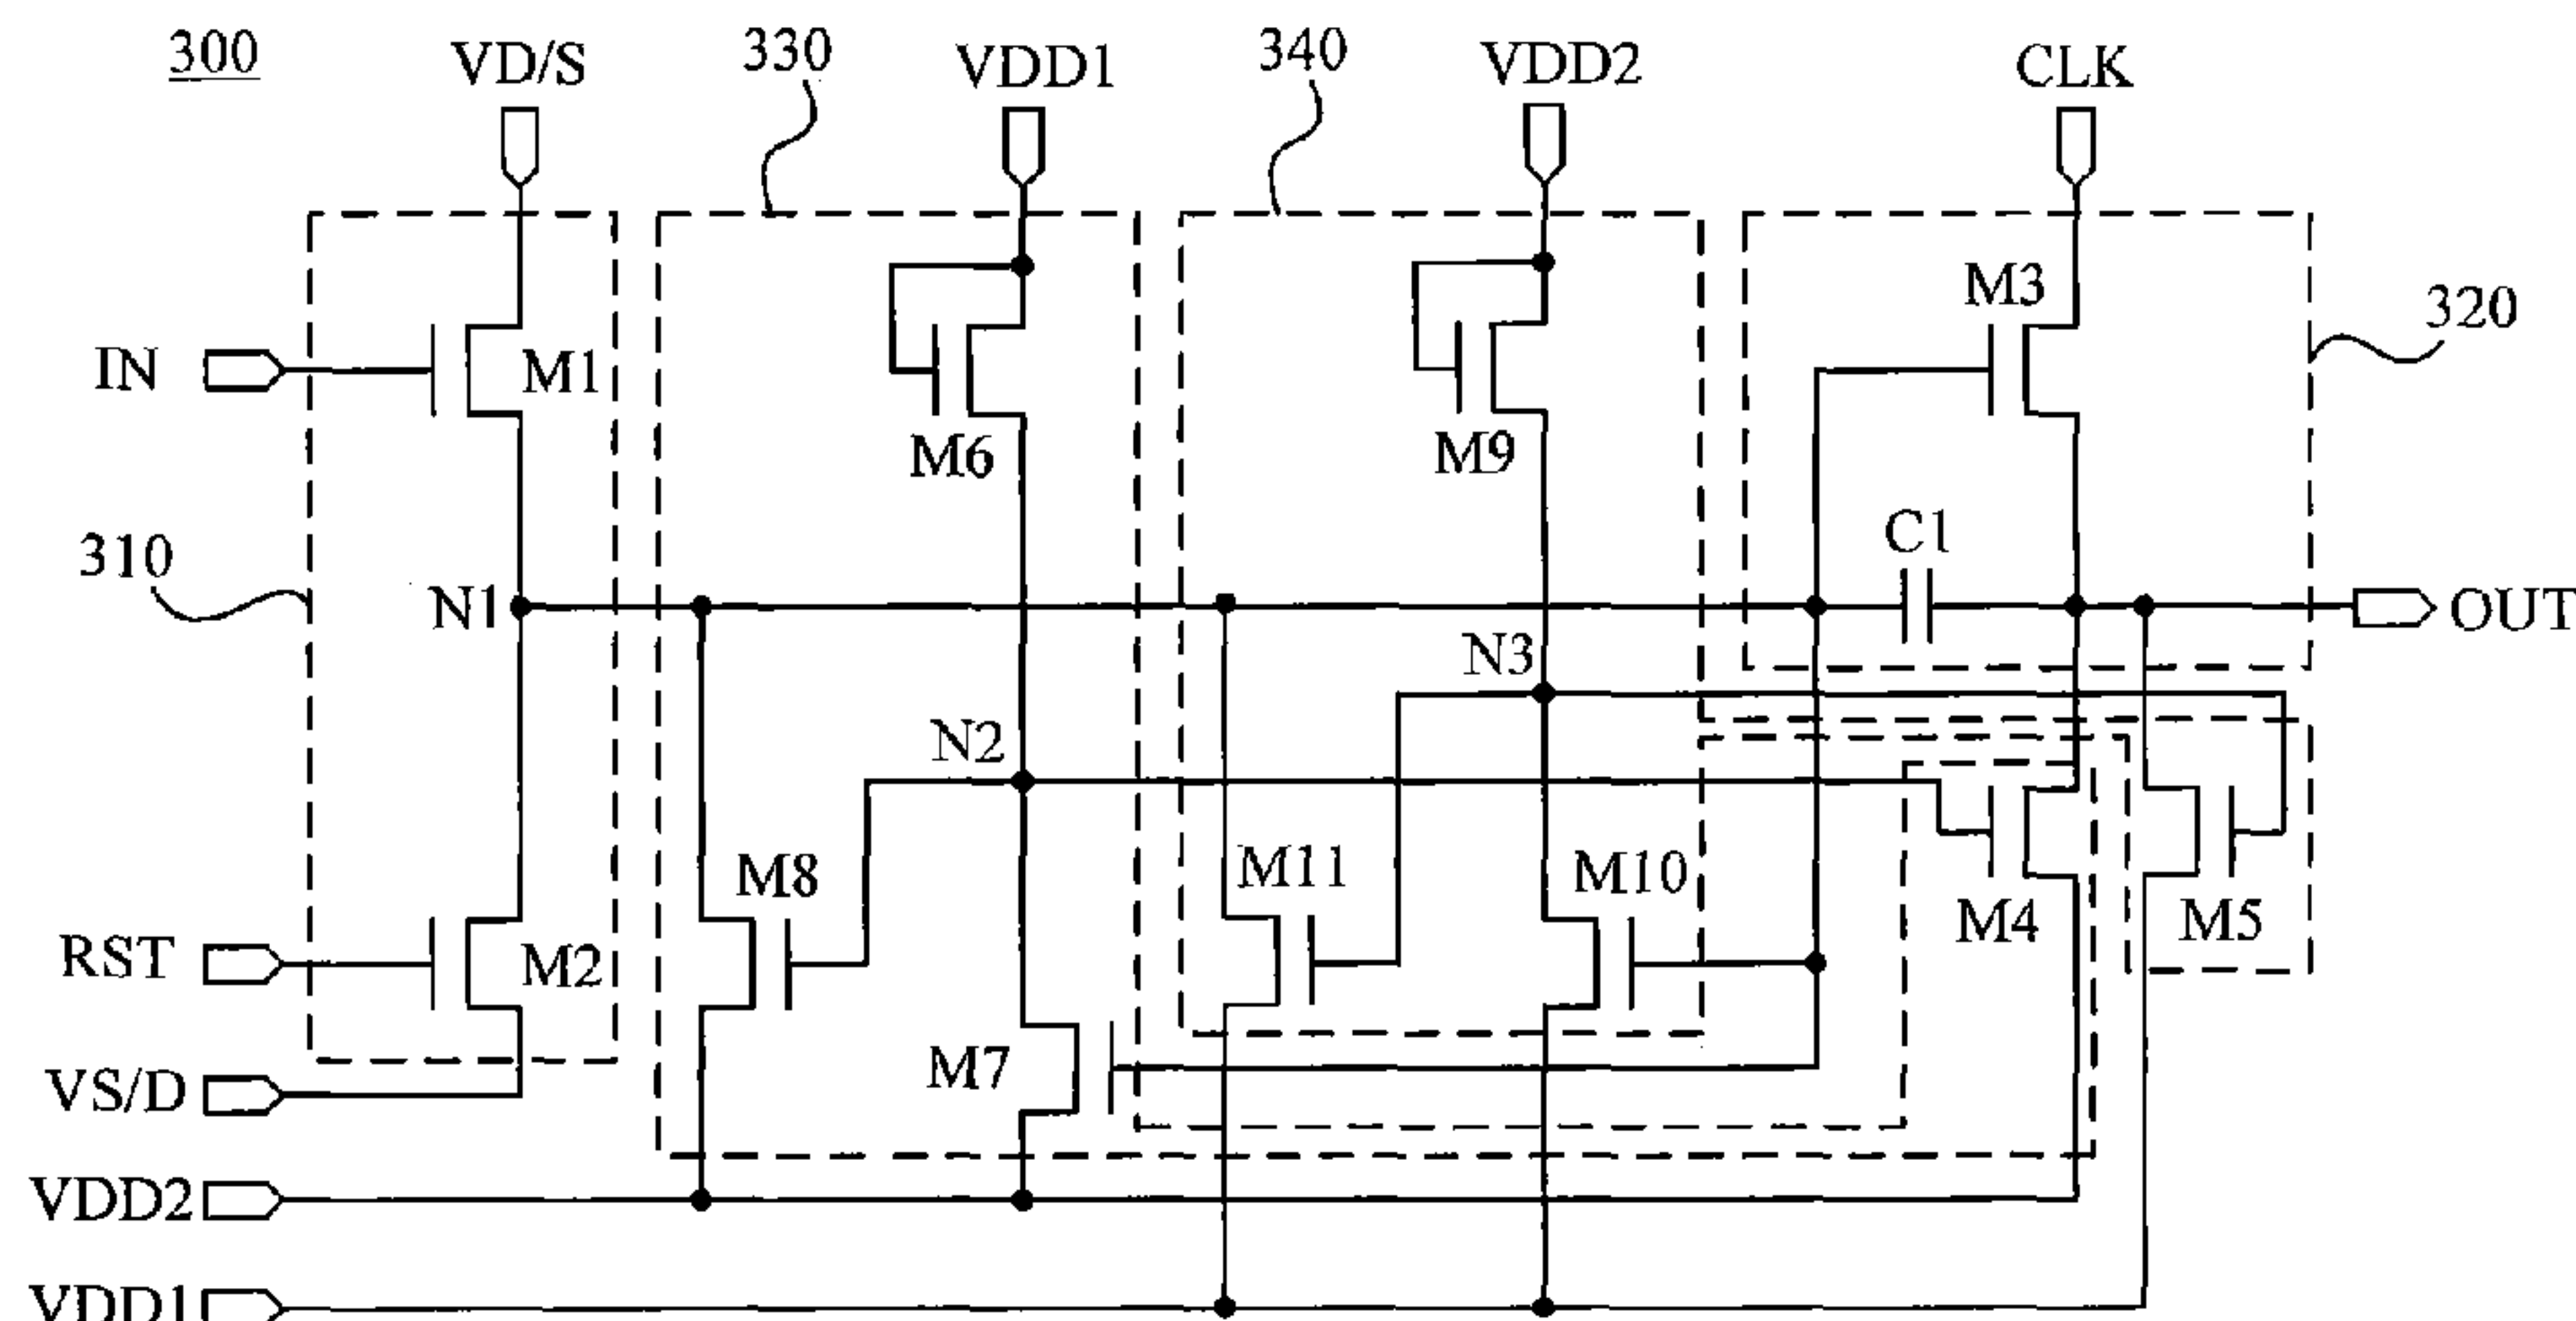 300
VD/S
330
VDD1
340
VDD2
CLK
M3
320
IN
M1
M6
M9
C1
310
N1
OUT
N3
N2
M8
M11
M10
M4
M5
RST
M2
M7
VS/D
VDD2
VDD1